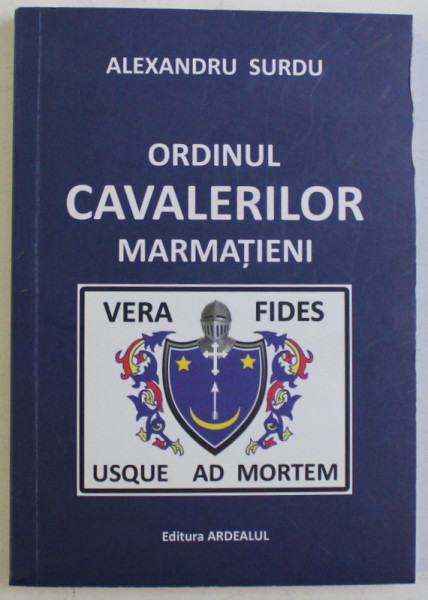 ALEXANDRU SURDU
ORDINUL
CAVALERILOR
MARMAȚIENI
VERA FIDES
USQUE AD MORTEM
Editura ARDEALUL